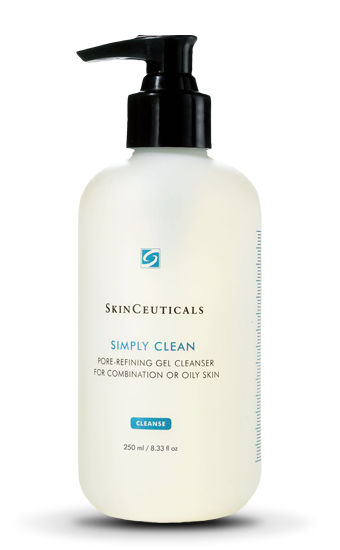 SKINCEUTICALS
SIMPLY CLEAN
PORE-REFINING GEL CLEANSER
FOR COMBINATION OR OILY SKIN
CLEANSE
250 ml / 8.33 fl oz